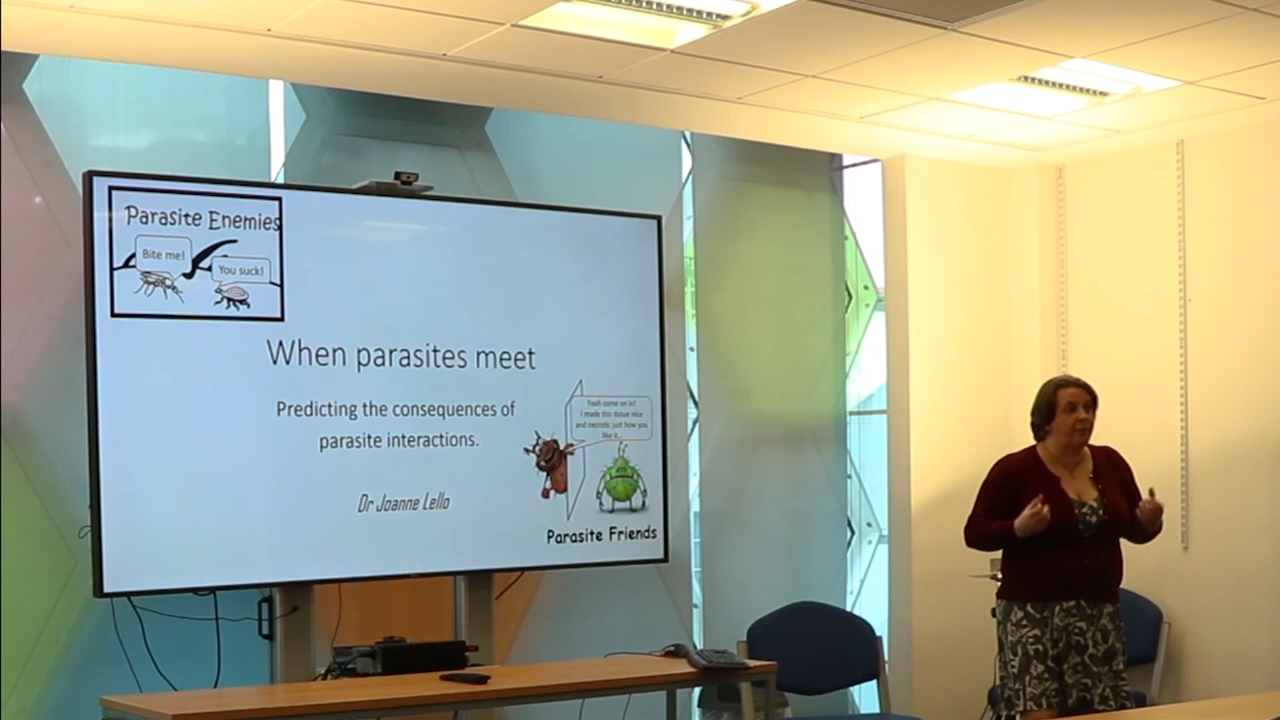 Parasite Enemies
Bite me!
You suck!
When parasites meet
Predicting the consequences of
parasite interactions.
Dr Joanne Lello
Yeah come on in!
I made this tissue nice
and necrotic just how you
like it...
Parasite Friends